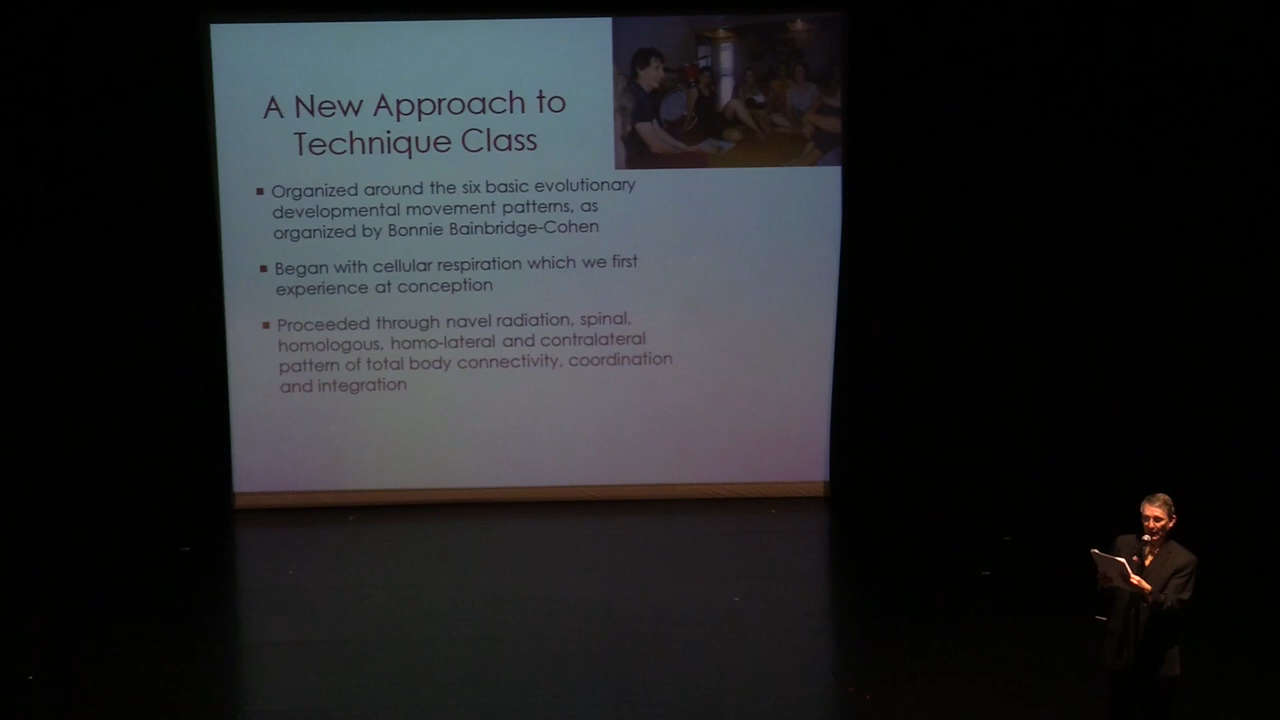 A New Approach to
Technique Class
▪ Organized around the six basic evolutionary
developmental movement patterns, as
organized by Bonnie Bainbridge-Cohen
▪ Began with cellular respiration which we first
experience at conception
▪ Proceeded through navel radiation, spinal,
homologous, homo-lateral and contralateral
pattern of total body connectivity, coordination
and integration